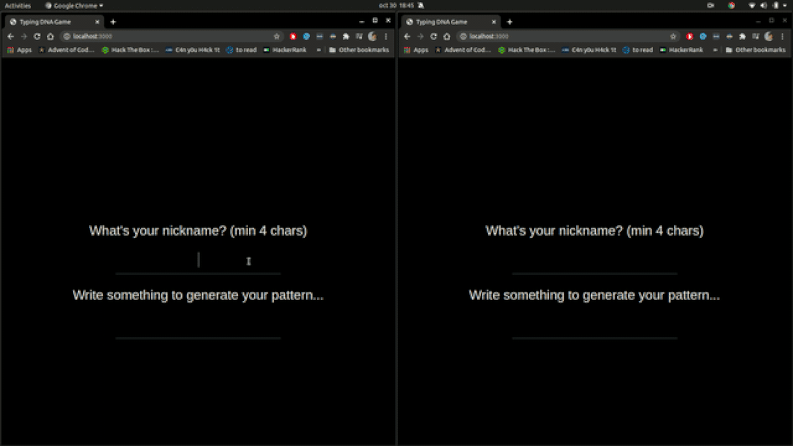 Activities Google Chrome oct 30 18:45
Typing DNA Game
localhost:3000
Apps Advent of Cod... Hack The Box :... C4n y0u H4ck 1t to read HackerRank » Other bookmarks
What's your nickname? (min 4 chars)
Write something to generate your pattern...
Typing DNA Game
localhost:3000
Apps Advent of Cod... Hack The Box :... C4n y0u H4ck 1t to read HackerRank » Other bookmarks
What's your nickname? (min 4 chars)
Write something to generate your pattern...